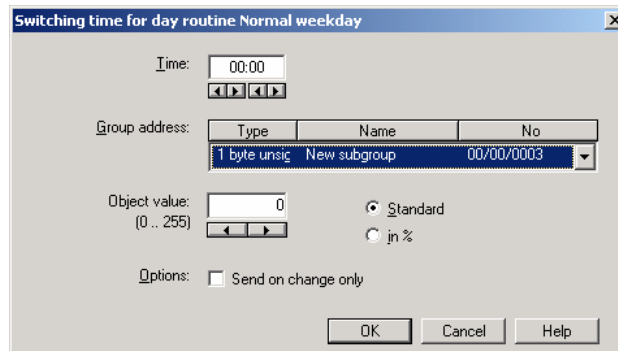 Switching time for day routine Normal weekday
Time: 00:00
Group address: Type Name No
1 byte unsig New subgroup 00/00/0003
Object value: 0 Standard
(0 .. 255) in %
Options: Send on change only
OK Cancel Help